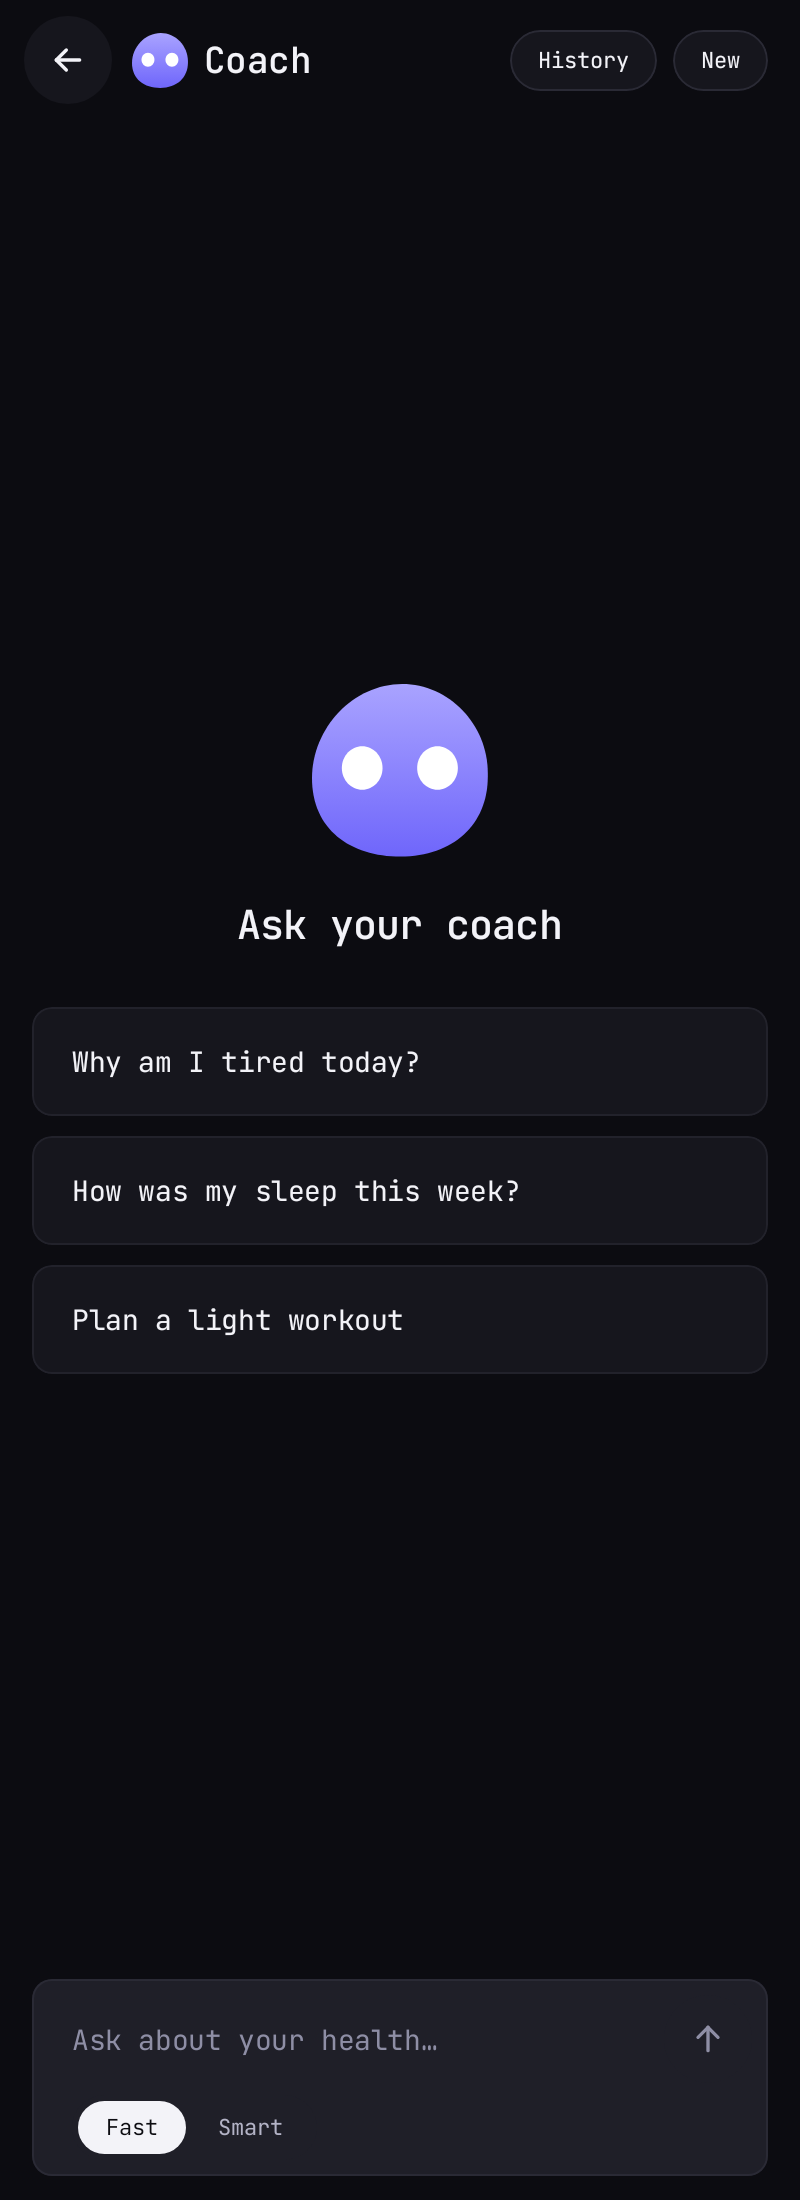 Coach
History
New
Ask your coach
Why am I tired today?
How was my sleep this week?
Plan a light workout
Ask about your health…
Fast
Smart